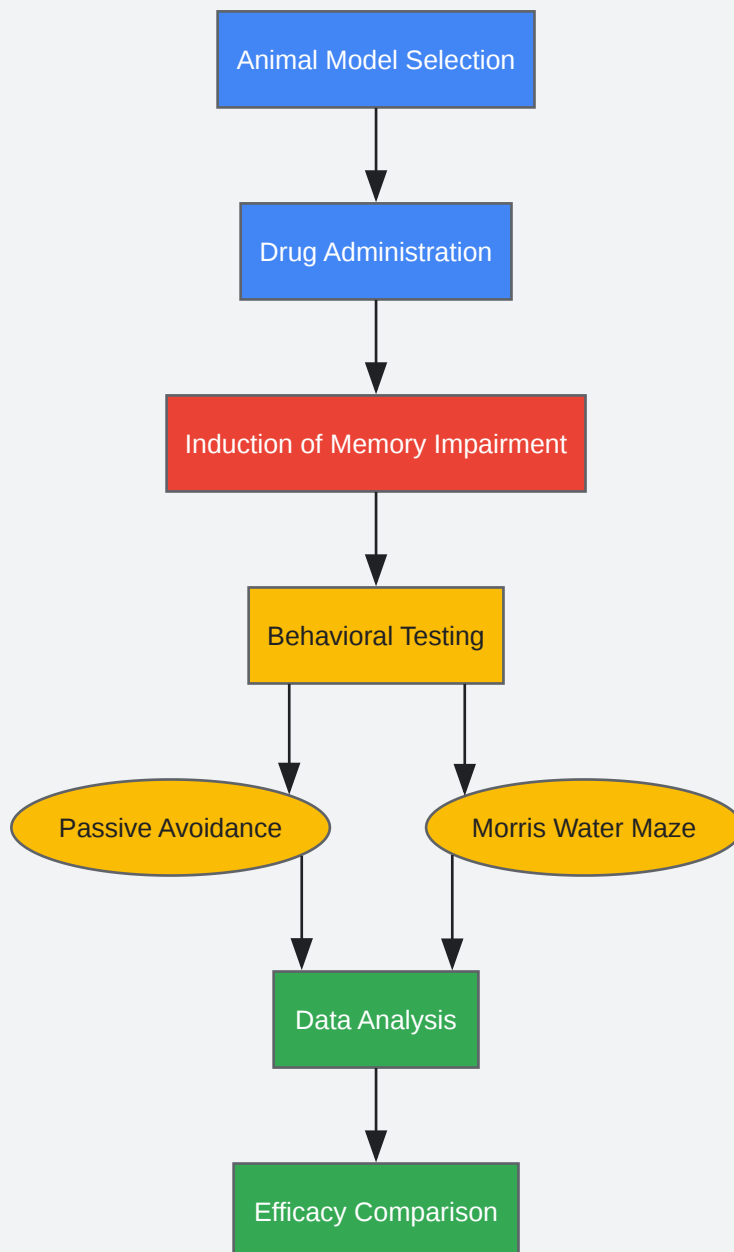 Animal Model Selection
Drug Administration
Induction of Memory Impairment
Behavioral Testing
Passive Avoidance
Morris Water Maze
Data Analysis
Efficacy Comparison